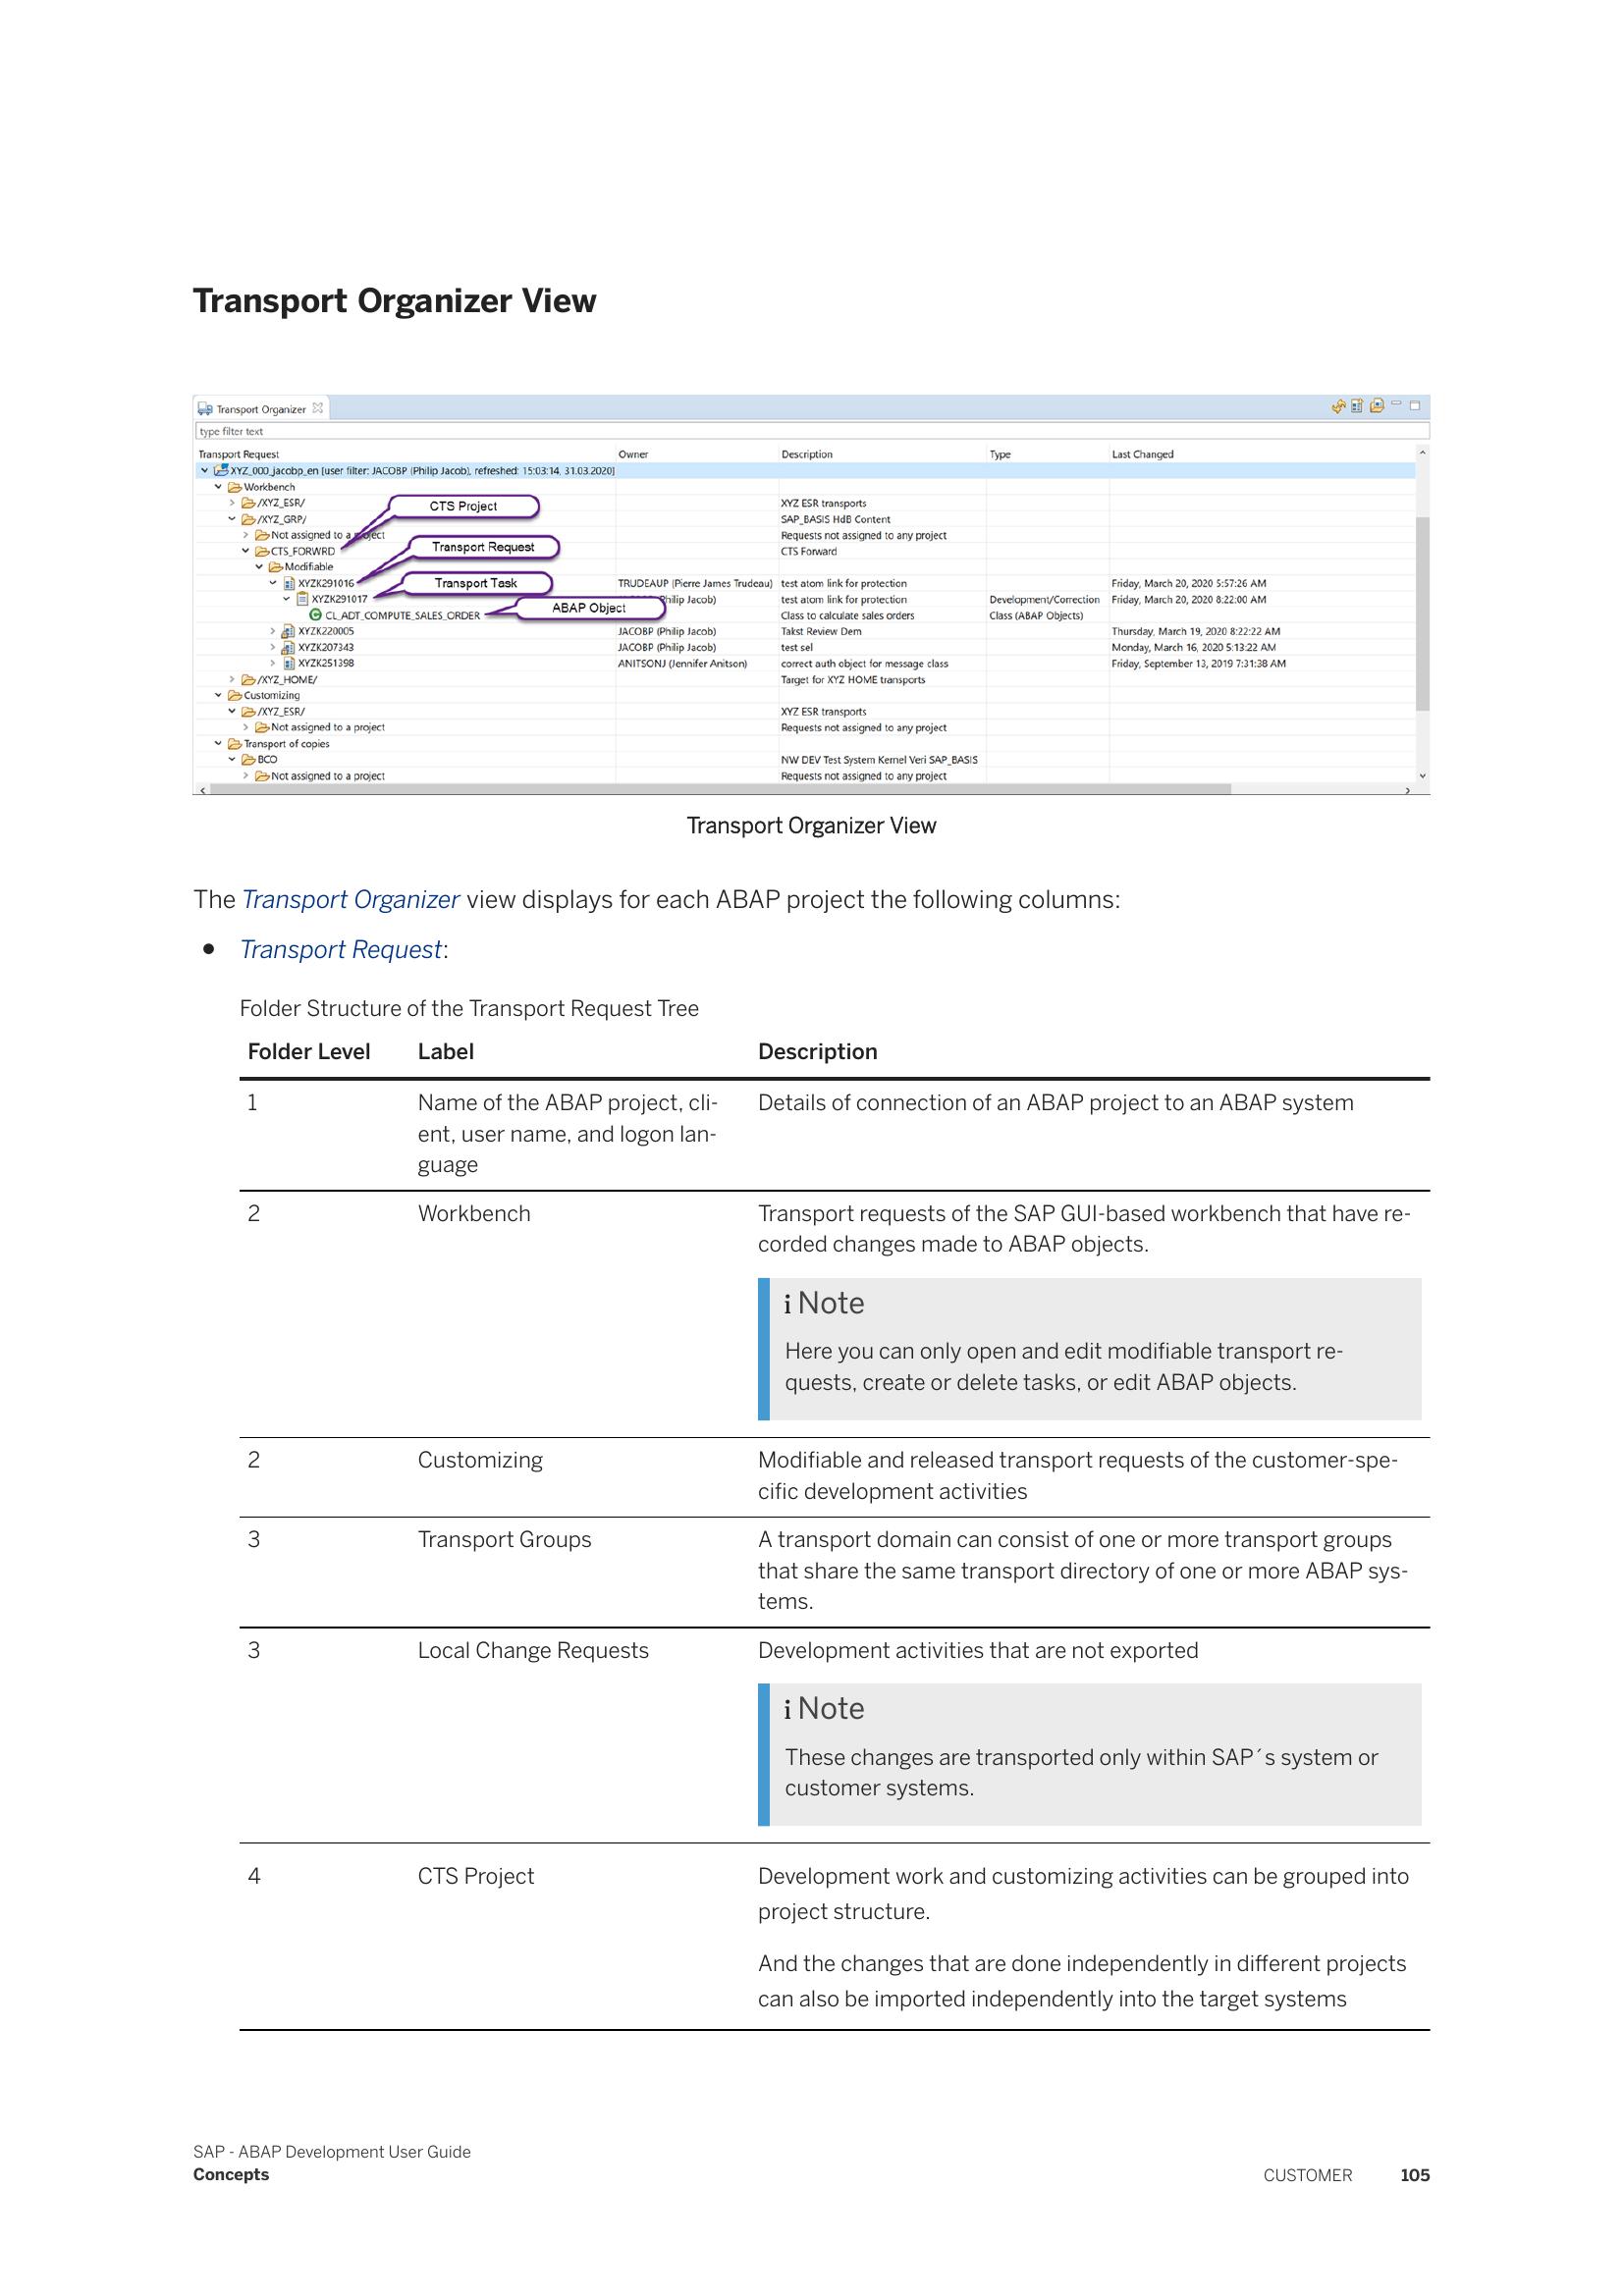 Transport Organizer View
Transport Organizer
type filter text
Transport Request Owner Description Type Last Changed
XYZ_000_jacobp_en [user filter: JACOBP (Philip Jacob), refreshed: 15:03:14, 31.03.2020]
Workbench
/XYZ_ESR/ XYZ ESR transports
CTS Project
/XYZ_GRP/ SAP_BASIS HdB Content
Not assigned to a project Requests not assigned to any project
CTS_FORWRD CTS Forward
Transport Request
Modifiable
XYZK291016 TRUDEAUP (Pierre James Trudeau) test atom link for protection Friday, March 20, 2020 5:57:26 AM
Transport Task
XYZK291017 Philip Jacob) test atom link for protection Development/Correction Friday, March 20, 2020 8:22:00 AM
ABAP Object
CL_ADT_COMPUTE_SALES_ORDER Class to calculate sales orders Class (ABAP Objects)
XYZK220005 JACOBP (Philip Jacob) Takst Review Dem Thursday, March 19, 2020 8:22:22 AM
XYZK207343 JACOBP (Philip Jacob) test sel Monday, March 16, 2020 5:13:22 AM
XYZK251398 ANITSONJ (Jennifer Anitson) correct auth object for message class Friday, September 13, 2019 7:31:38 AM
/XYZ_HOME/ Target for XYZ HOME transports
Customizing
/XYZ_ESR/ XYZ ESR transports
Not assigned to a project Requests not assigned to any project
Transport of copies
BCO NW DEV Test System Kernel Veri SAP_BASIS
Not assigned to a project Requests not assigned to any project
Transport Organizer View
The Transport Organizer view displays for each ABAP project the following columns:
• Transport Request:
Folder Structure of the Transport Request Tree
Folder Level Label Description
1 Name of the ABAP project, cli- Details of connection of an ABAP project to an ABAP system
ent, user name, and logon lan-
guage
2 Workbench Transport requests of the SAP GUI-based workbench that have re-
corded changes made to ABAP objects.
i Note
Here you can only open and edit modifiable transport re-
quests, create or delete tasks, or edit ABAP objects.
2 Customizing Modifiable and released transport requests of the customer-spe-
cific development activities
3 Transport Groups A transport domain can consist of one or more transport groups
that share the same transport directory of one or more ABAP sys-
tems.
3 Local Change Requests Development activities that are not exported
i Note
These changes are transported only within SAP´s system or
customer systems.
4 CTS Project Development work and customizing activities can be grouped into
project structure.
And the changes that are done independently in different projects
can also be imported independently into the target systems
SAP - ABAP Development User Guide
Concepts CUSTOMER 105